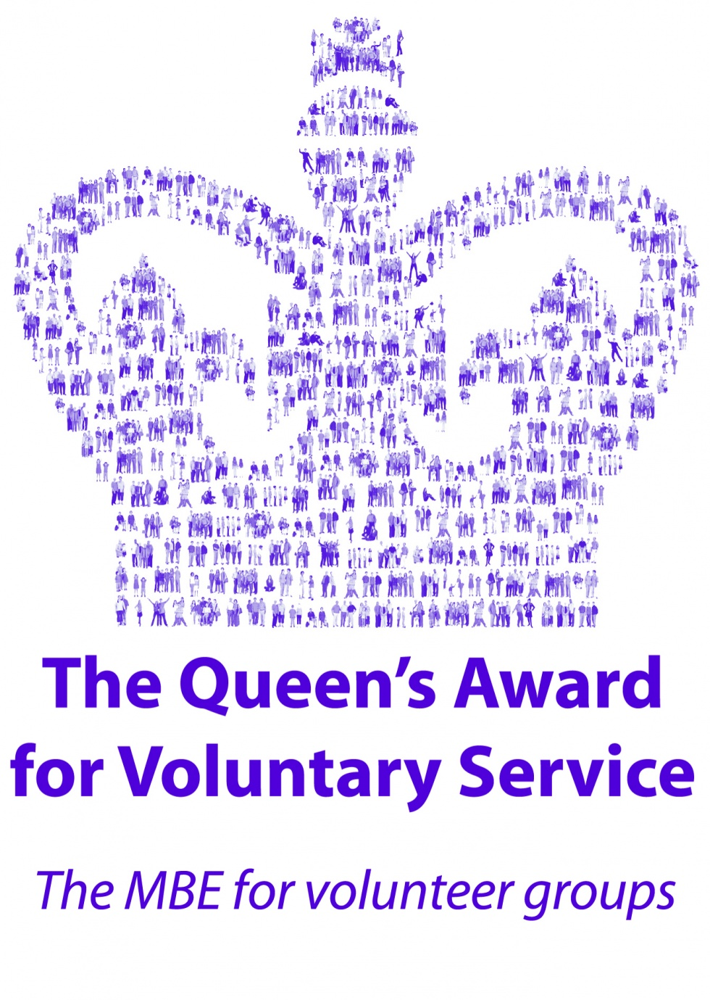 The Queen’s Award
for Voluntary Service
The MBE for volunteer groups